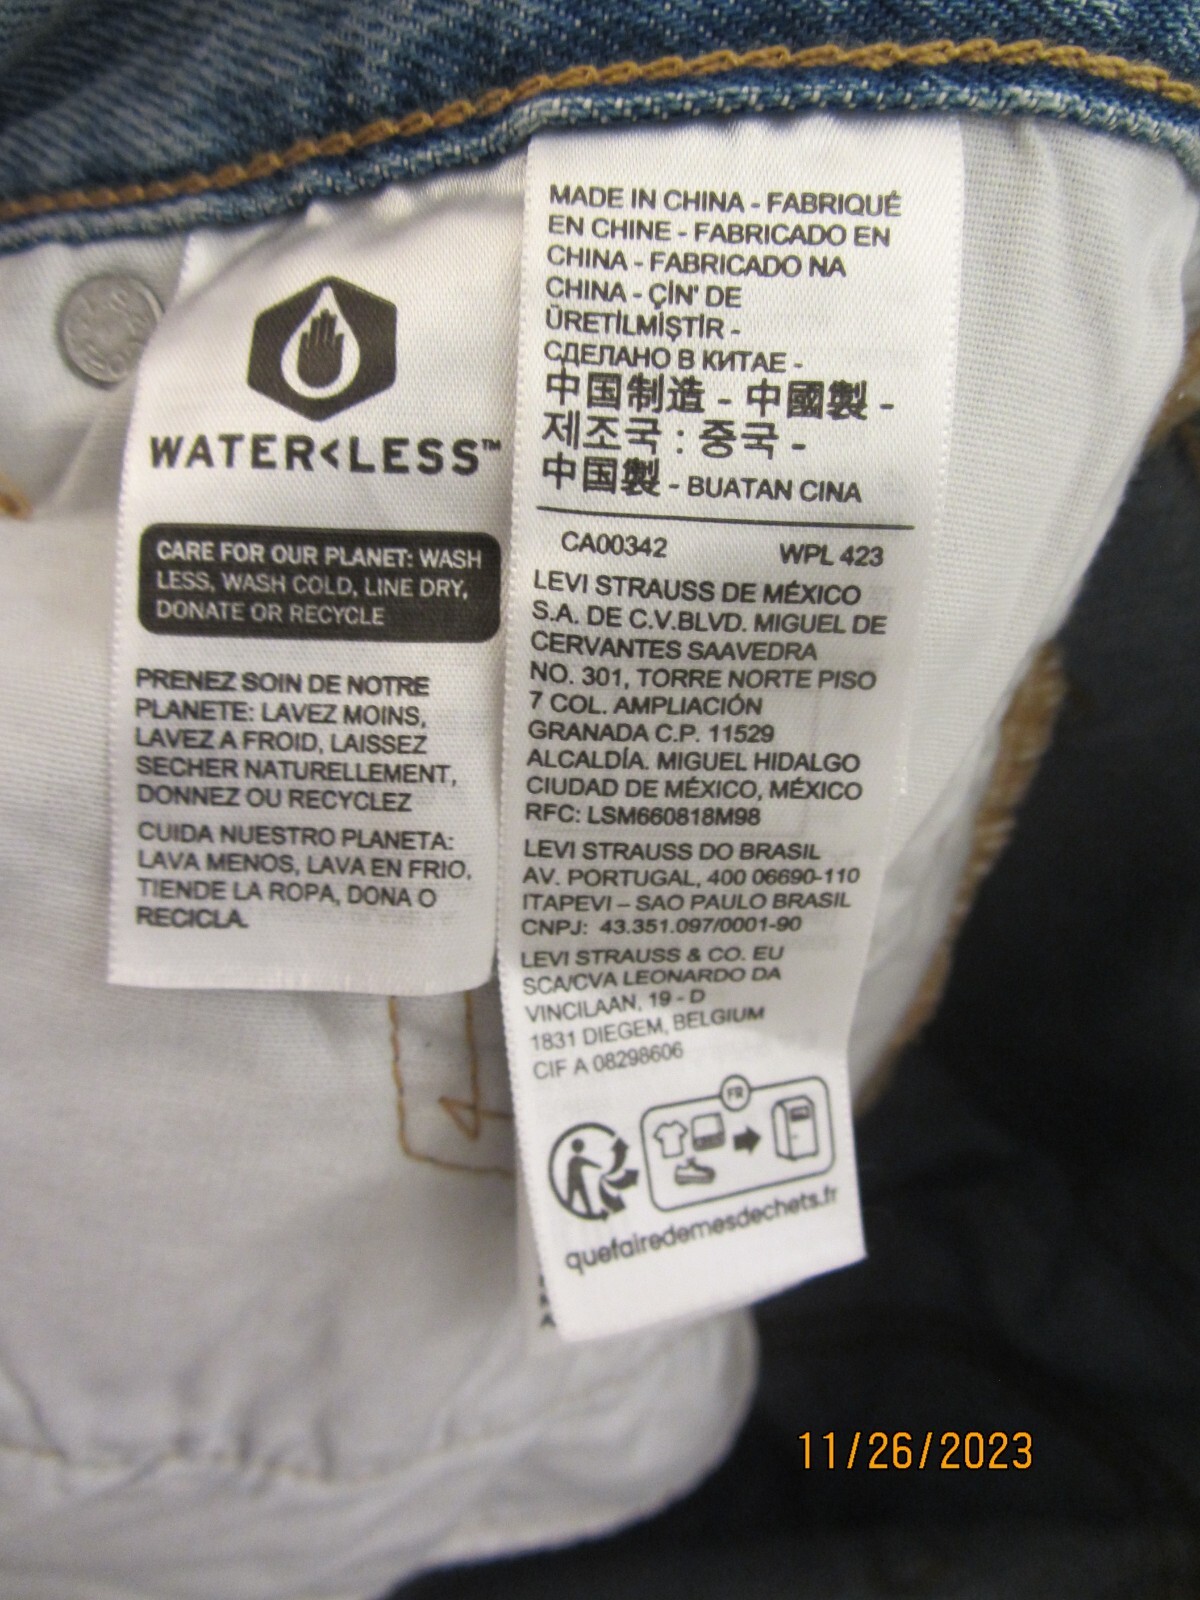 WATER<LESS™
CARE FOR OUR PLANET: WASH
LESS, WASH COLD, LINE DRY,
DONATE OR RECYCLE
PRENEZ SOIN DE NOTRE
PLANETE: LAVEZ MOINS,
LAVEZ A FROID, LAISSEZ
SECHER NATURELLEMENT,
DONNEZ OU RECYCLEZ
CUIDA NUESTRO PLANETA:
LAVA MENOS, LAVA EN FRIO,
TIENDE LA ROPA, DONA O
RECICLA.
MADE IN CHINA - FABRIQUÉ
EN CHINE - FABRICADO EN
CHINA - FABRICADO NA
CHINA - ÇİN' DE
ÜRETİLMİŞTİR -
СДЕЛАНО В КИТАЕ -
中国制造 - 中國製 -
제조국 : 중국 -
中国製 - BUATAN CINA
CA00342 WPL 423
LEVI STRAUSS DE MÉXICO
S.A. DE C.V.BLVD. MIGUEL DE
CERVANTES SAAVEDRA
NO. 301, TORRE NORTE PISO
7 COL. AMPLIACIÓN
GRANADA C.P. 11529
ALCALDÍA. MIGUEL HIDALGO
CIUDAD DE MÉXICO, MÉXICO
RFC: LSM660818M98
LEVI STRAUSS DO BRASIL
AV. PORTUGAL, 400 06690-110
ITAPEVI – SAO PAULO BRASIL
CNPJ: 43.351.097/0001-90
LEVI STRAUSS & CO. EU
SCA/CVA LEONARDO DA
VINCILAAN, 19 - D
1831 DIEGEM, BELGIUM
CIF A 08298606
FR
quefairedemesdechets.fr
11/26/2023